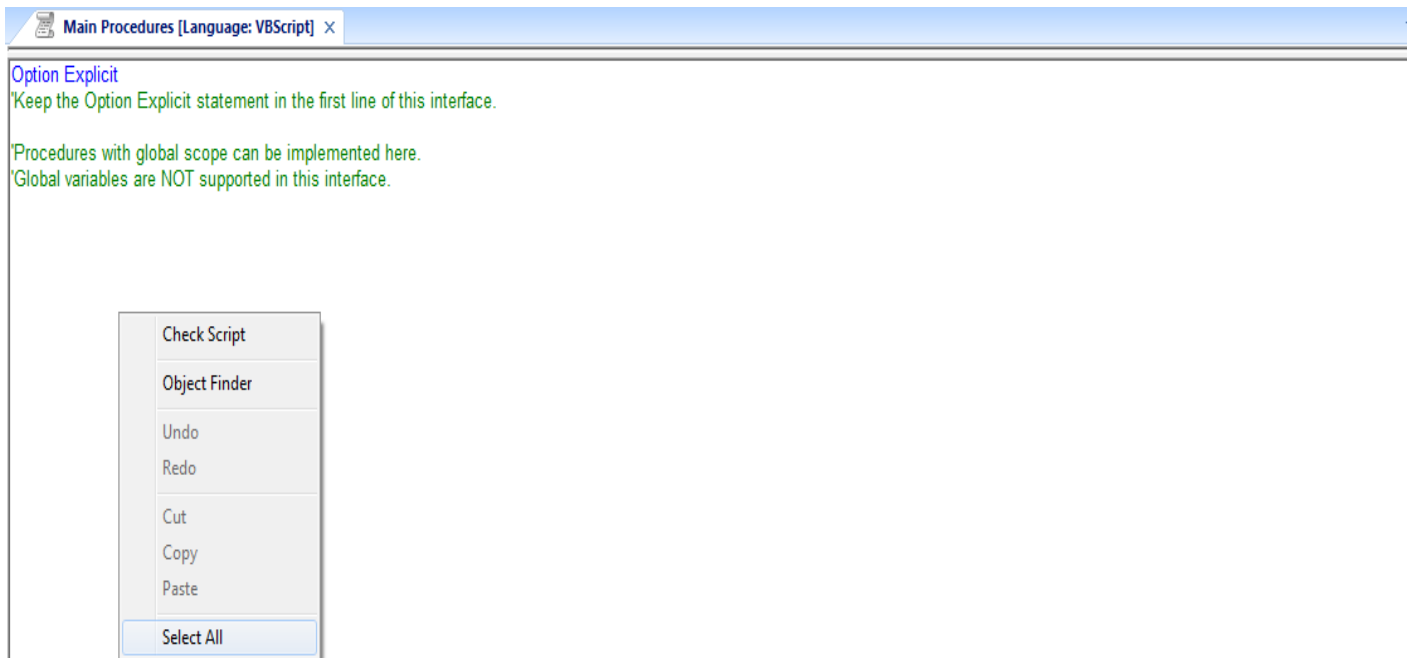 Main Procedures [Language: VBScript]
Option Explicit
'Keep the Option Explicit statement in the first line of this interface.
'Procedures with global scope can be implemented here.
'Global variables are NOT supported in this interface.
Check Script
Object Finder
Undo
Redo
Cut
Copy
Paste
Select All